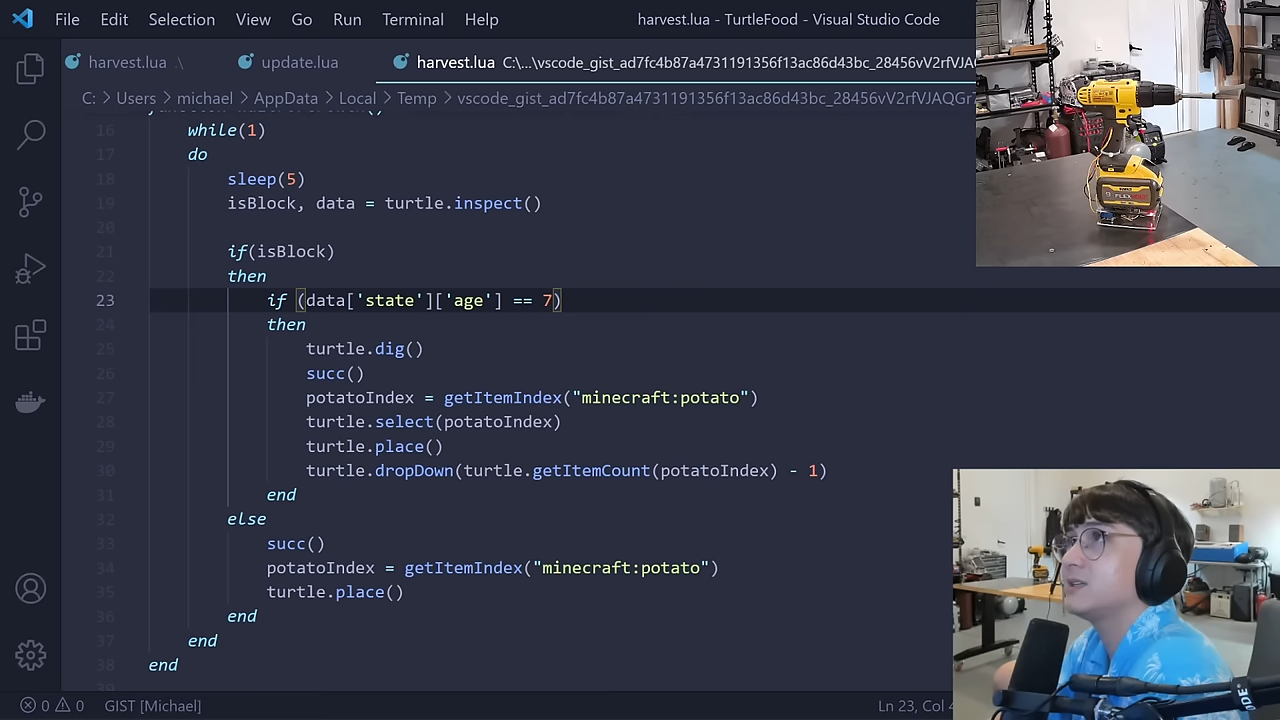 File Edit Selection View Go Run Terminal Help harvest.lua - TurtleFood - Visual Studio Code
harvest.lua .\ update.lua harvest.lua C:\...\vscode_gist_ad7fc4b87a4731191356f13ac86d43bc_28456vV2rfVJAQ
C: > Users > michael > AppData > Local > Temp > vscode_gist_ad7fc4b87a4731191356f13ac86d43bc_28456vV2rfVJAQGr
16 while(1)
17 do
18 sleep(5)
19 isBlock, data = turtle.inspect()
20
21 if(isBlock)
22 then
23 if (data['state']['age'] == 7)
24 then
25 turtle.dig()
26 succ()
27 potatoIndex = getItemIndex("minecraft:potato")
28 turtle.select(potatoIndex)
29 turtle.place()
30 turtle.dropDown(turtle.getItemCount(potatoIndex) - 1)
31 end
32 else
33 succ()
34 potatoIndex = getItemIndex("minecraft:potato")
35 turtle.place()
36 end
37 end
38 end
39
0 0 GIST [Michael] Ln 23, Col
FLEX